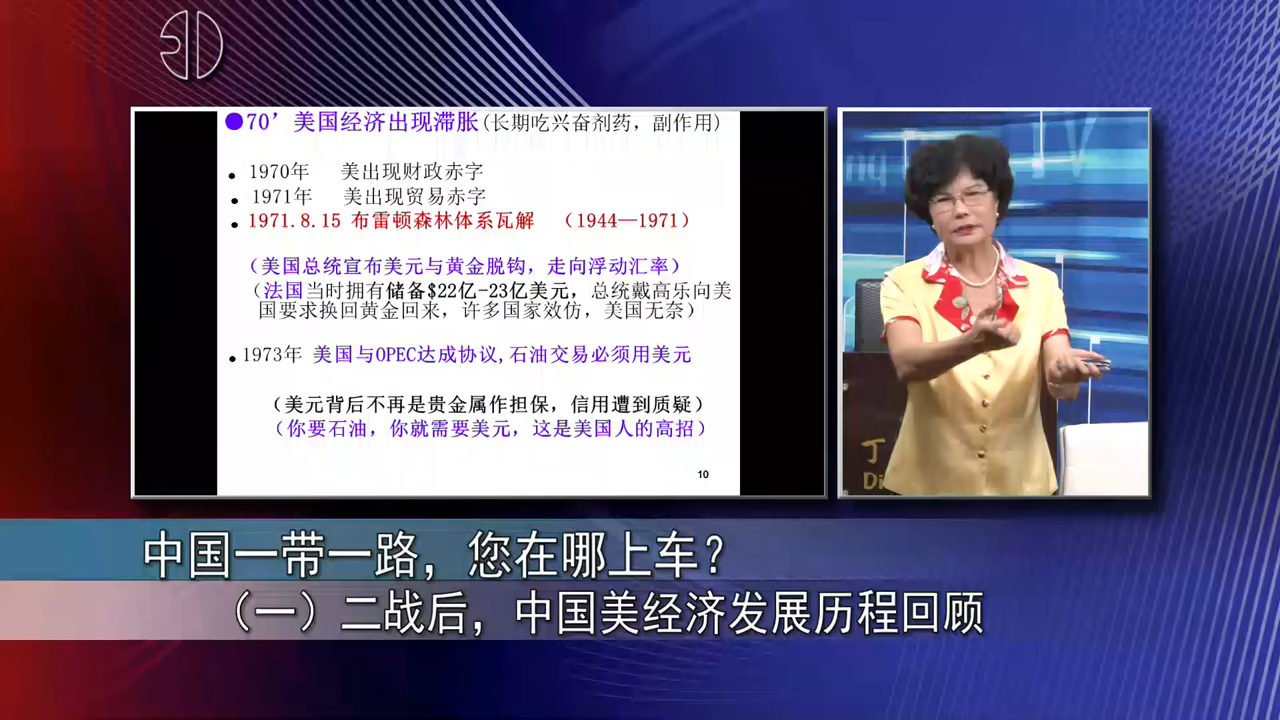 ●70’美国经济出现滞胀(长期吃兴奋剂药，副作用)
• 1970年 美出现财政赤字
• 1971年 美出现贸易赤字
• 1971.8.15 布雷顿森林体系瓦解 （1944—1971）
（美国总统宣布美元与黄金脱钩，走向浮动汇率）
（法国当时拥有储备$22亿-23亿美元，总统戴高乐向美
国要求换回黄金回来，许多国家效仿，美国无奈）
• 1973年 美国与OPEC达成协议,石油交易必须用美元
（美元背后不再是贵金属作担保，信用遭到质疑）
（你要石油，你就需要美元，这是美国人的高招）
10
TV
丁
Di
中国一带一路，您在哪上车？
（一）二战后，中国美经济发展历程回顾